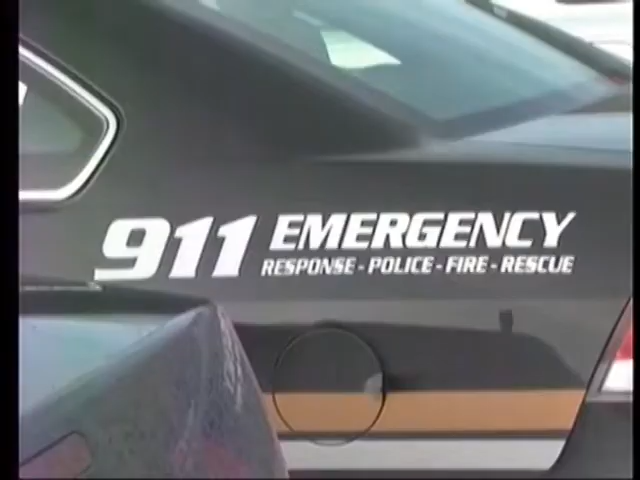 911 EMERGENCY
RESPONSE - POLICE - FIRE - RESCUE